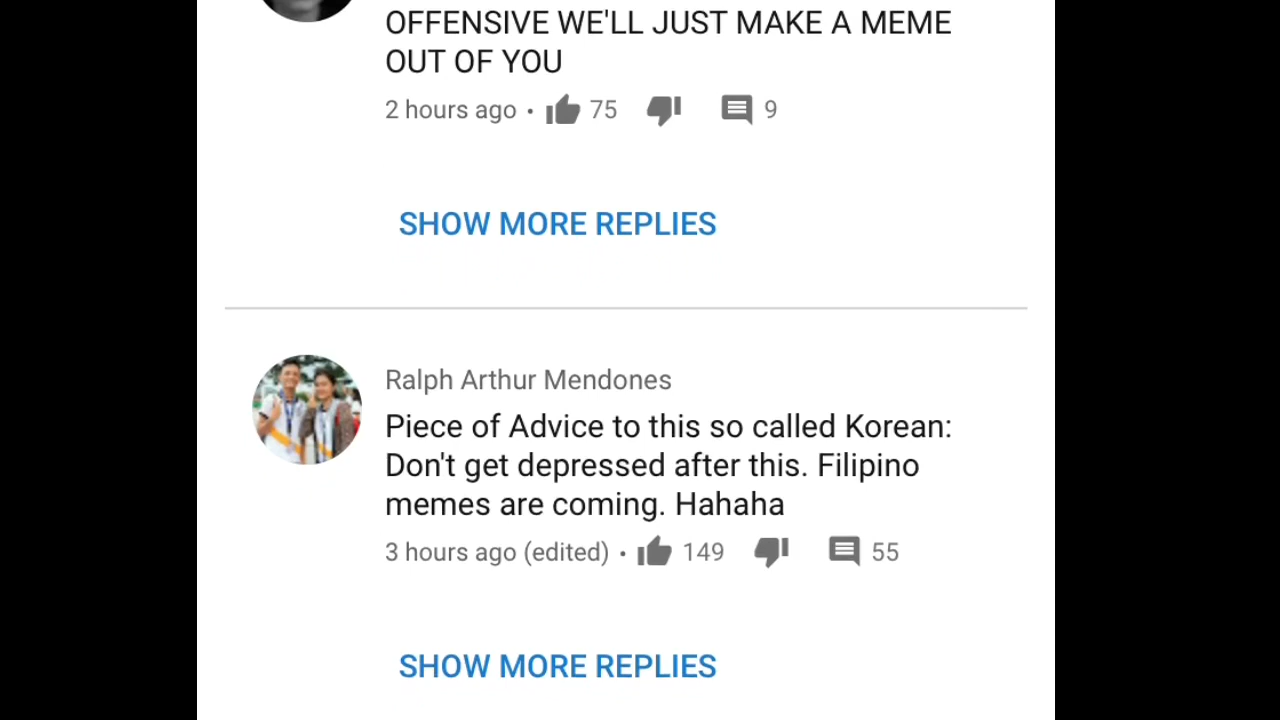 OFFENSIVE WE'LL JUST MAKE A MEME
OUT OF YOU
2 hours ago • 75 9
SHOW MORE REPLIES
Ralph Arthur Mendones
Piece of Advice to this so called Korean:
Don't get depressed after this. Filipino
memes are coming. Hahaha
3 hours ago (edited) • 149 55
SHOW MORE REPLIES